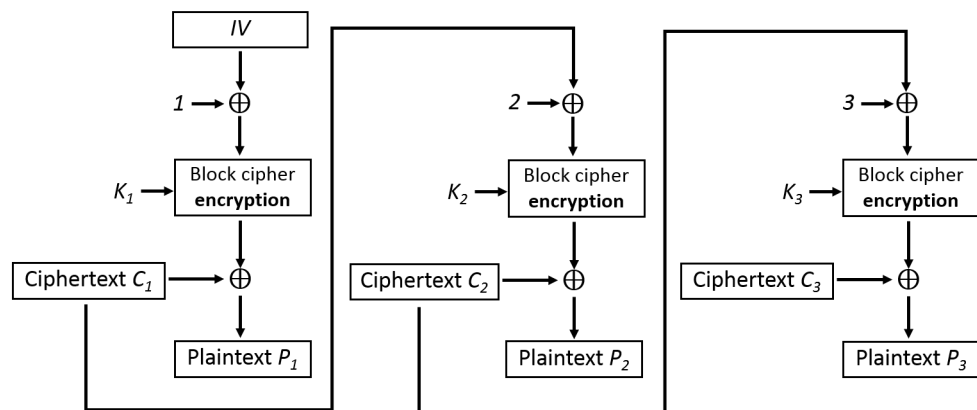 IV
1
2
3
Block cipher
encryption
Block cipher
encryption
Block cipher
encryption
K₁
K₂
K₃
Ciphertext C₁
Ciphertext C₂
Ciphertext C₃
Plaintext P₁
Plaintext P₂
Plaintext P₃